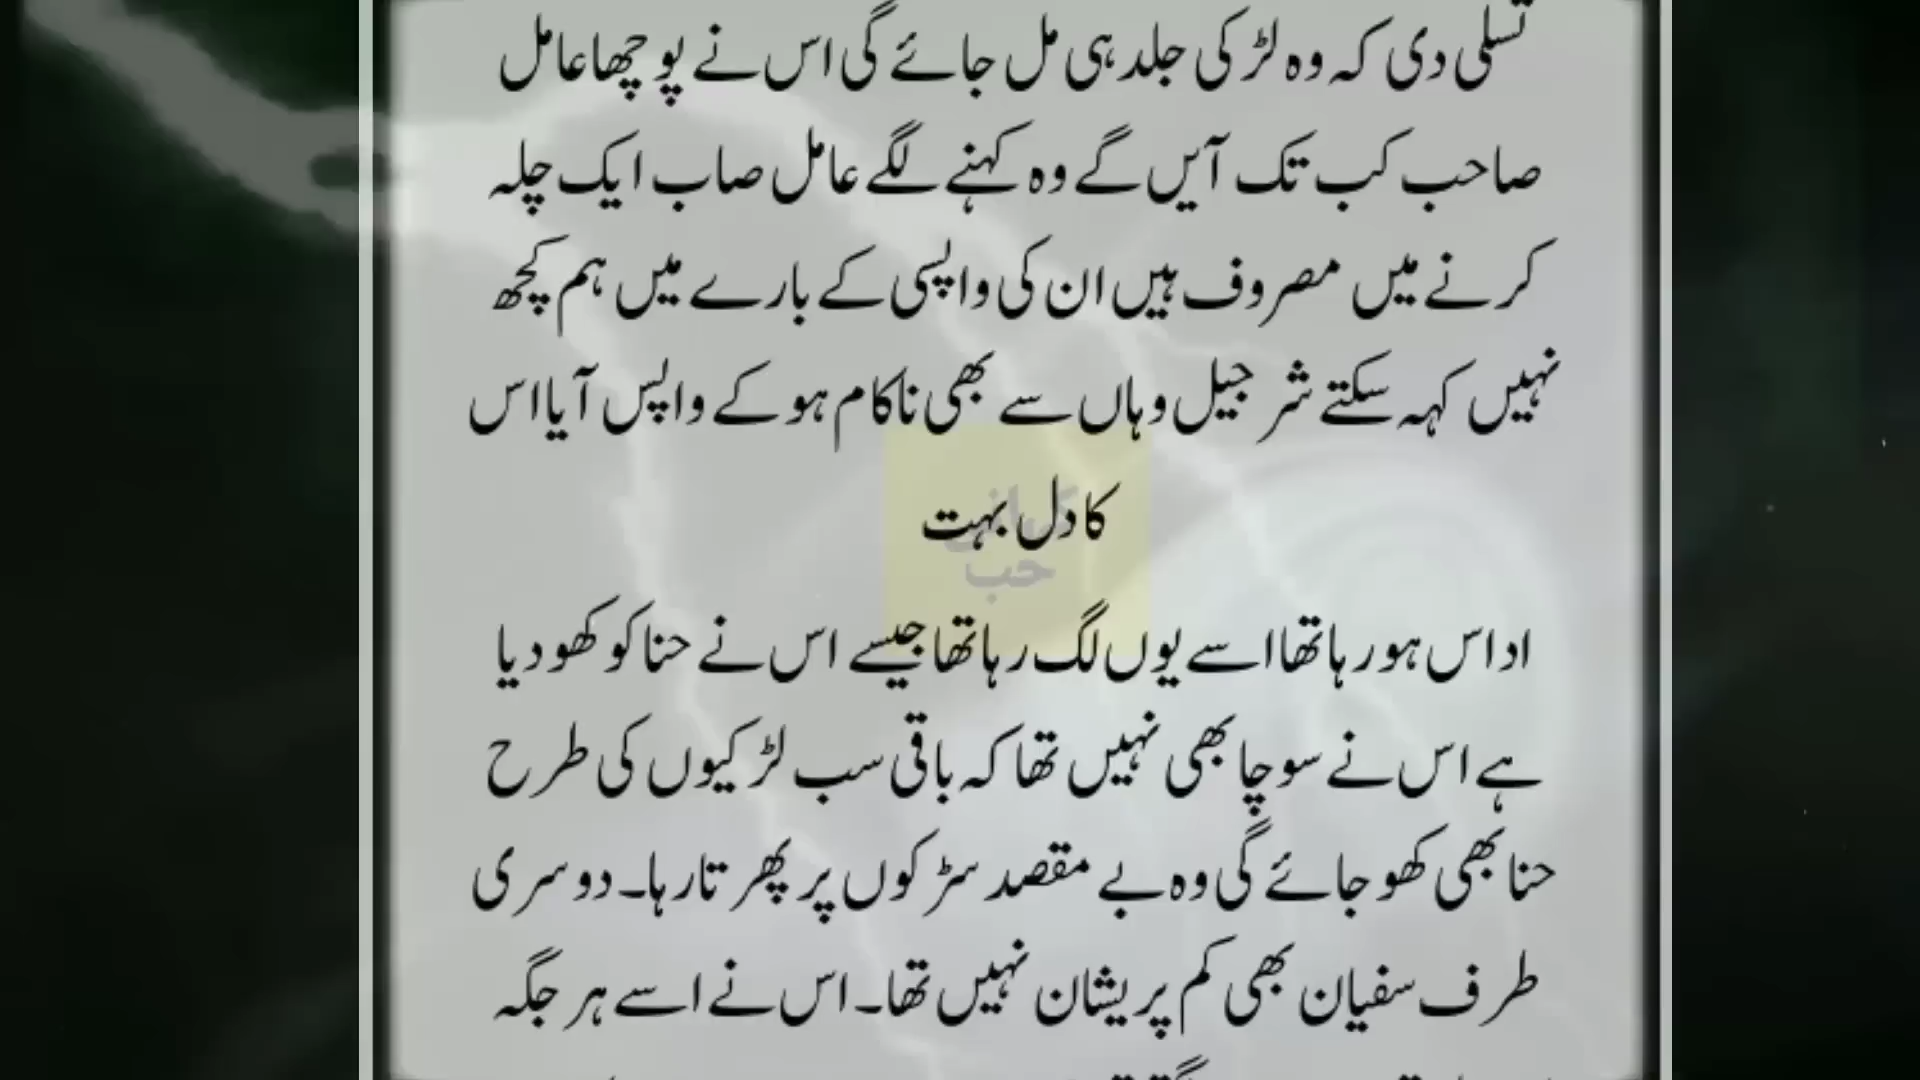 تسلی دی کہ وہ لڑکی جلد ہی مل جائے گی اس نے پوچھا عامل
صاحب کب تک آیں گے وہ کہنے لگے عامل صاب ایک چلہ
کرنے میں مصروف ہیں ان کی واپسی کے بارے میں ہم کچھ
نہیں کہہ سکتے شرجیل وہاں سے بھی ناکام ہو کے واپس آیا اس
کا دل بہت
حب
اداس ہو رہا تھا اسے یوں لگ رہا تھا جیسے اس نے حنا کو کھو دیا
ہے اس نے سوچا بھی نہیں تھا کہ باقی سب لڑکیوں کی طرح
حنا بھی کھو جائے گی وہ بے مقصد سڑکوں پر پھرتا رہا۔ دوسری
طرف سفیان بھی کم پریشان نہیں تھا۔ اس نے اسے ہر جگہ